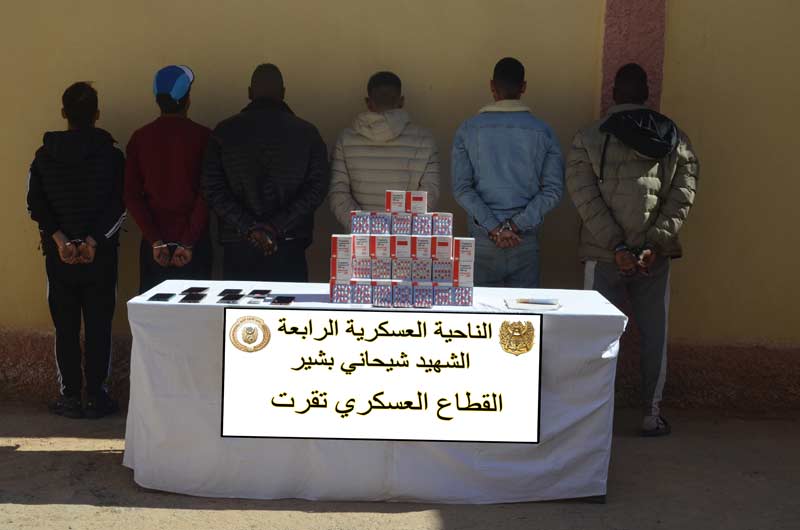 الناحية العسكرية الرابعة
الشهيد شيحاني بشير
القطاع العسكري تقرت